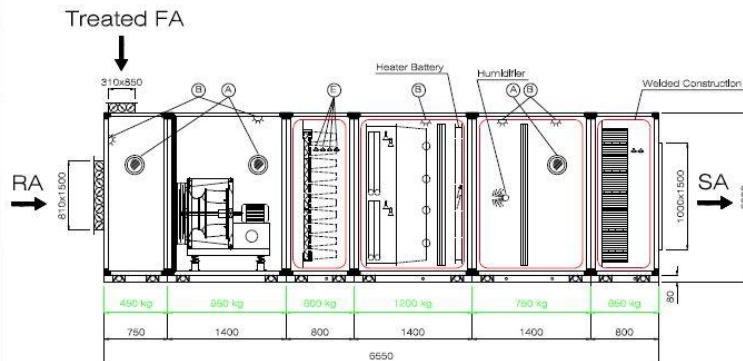 Treated FA
310x850
B
A
E
Heater Battery
B
Humidifier
A
B
Welded Construction
RA
810x1500
1000x1500
SA
80
450 kg
950 kg
600 kg
1200 kg
750 kg
850 kg
750
1400
800
1400
1400
800
6550